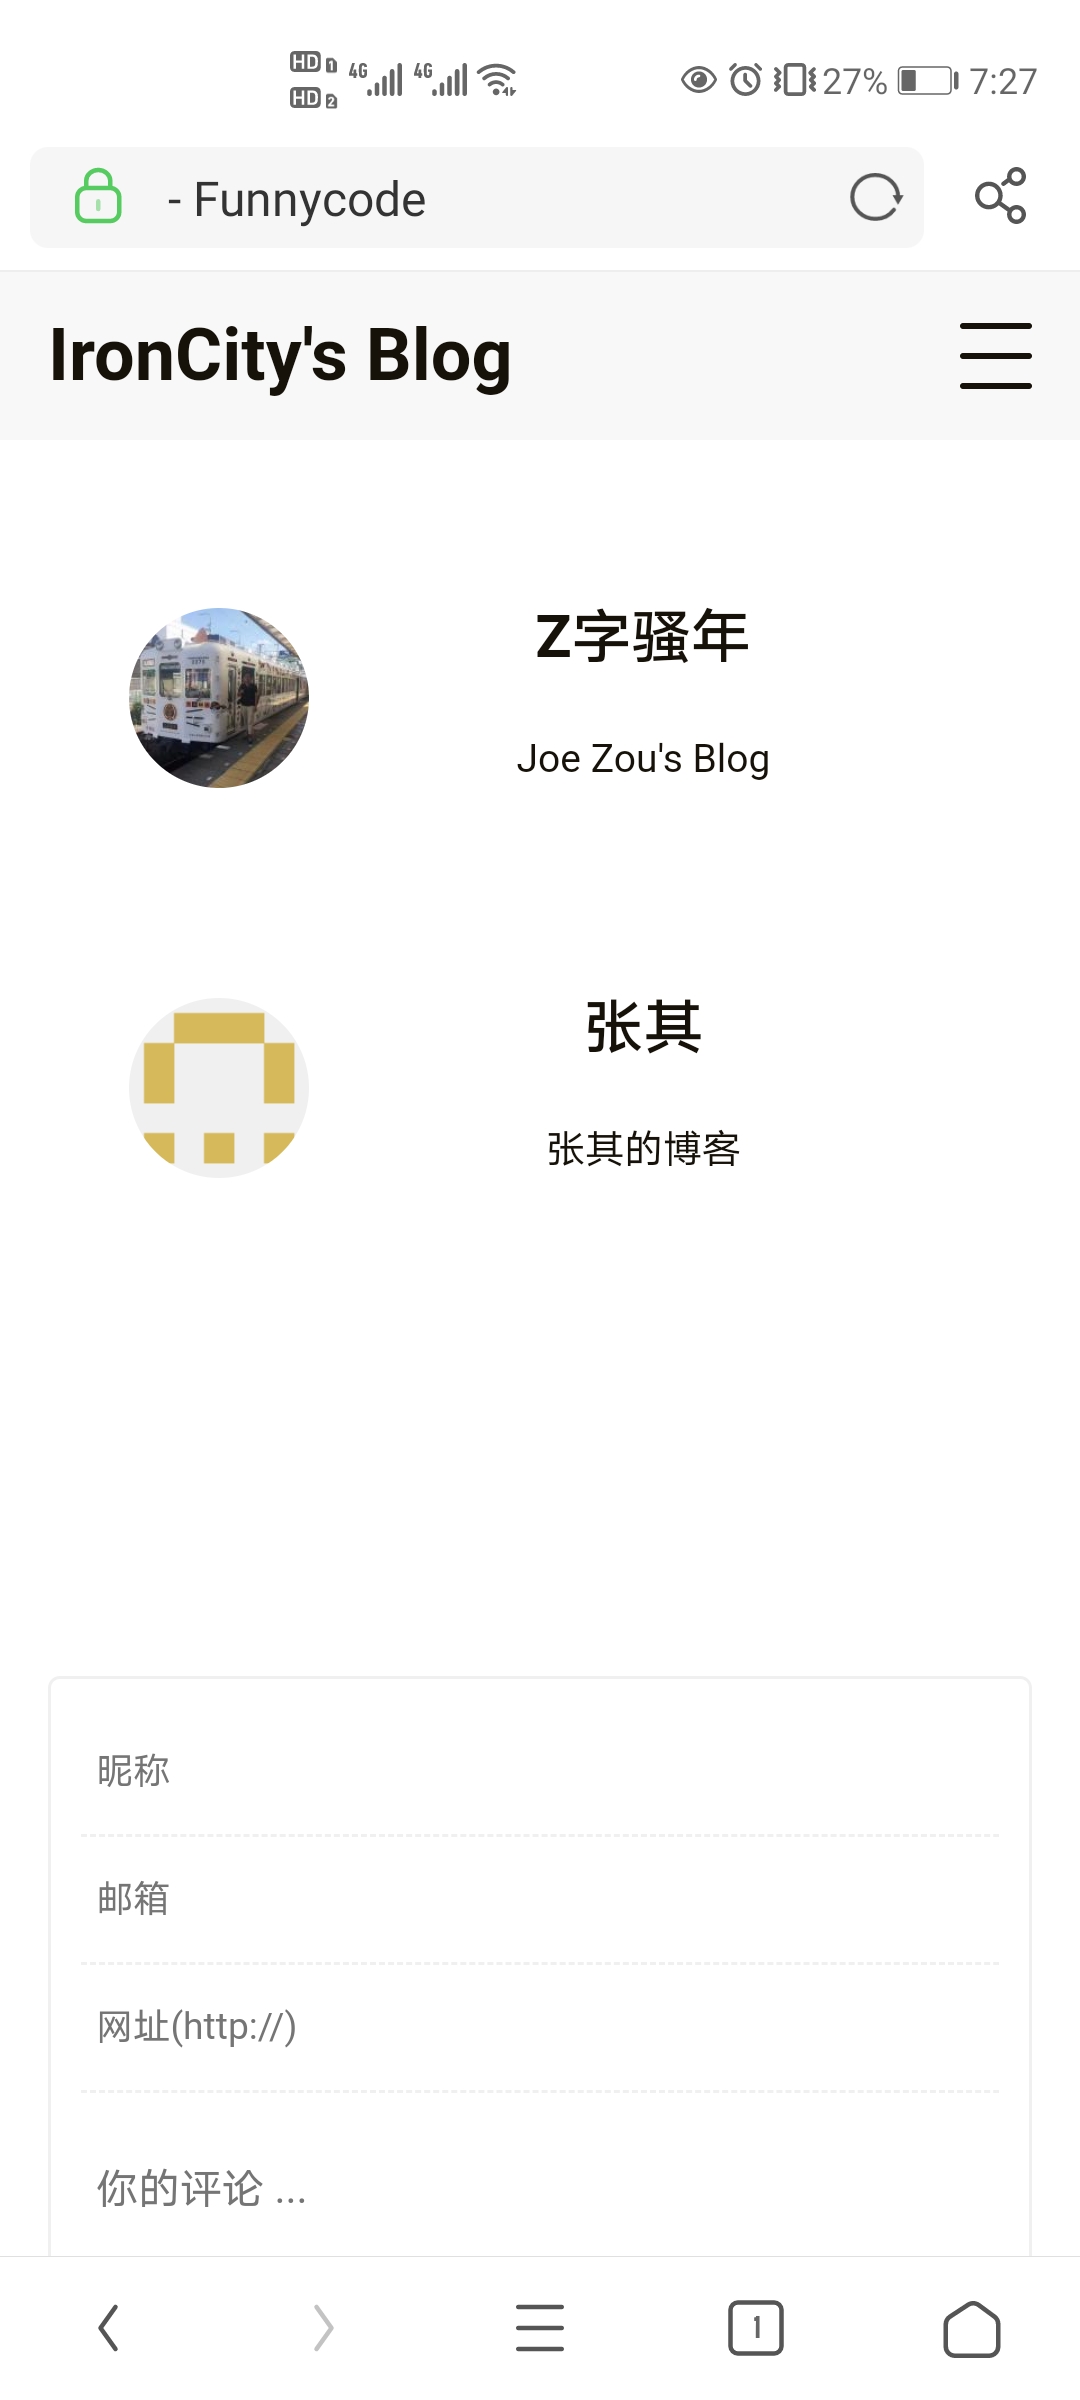 HD 1 4G 4G 27% 7:27
HD 2
- Funnycode
IronCity's Blog
Z字骚年
Joe Zou's Blog
张其
张其的博客
昵称
邮箱
网址(http://)
你的评论 ...
1